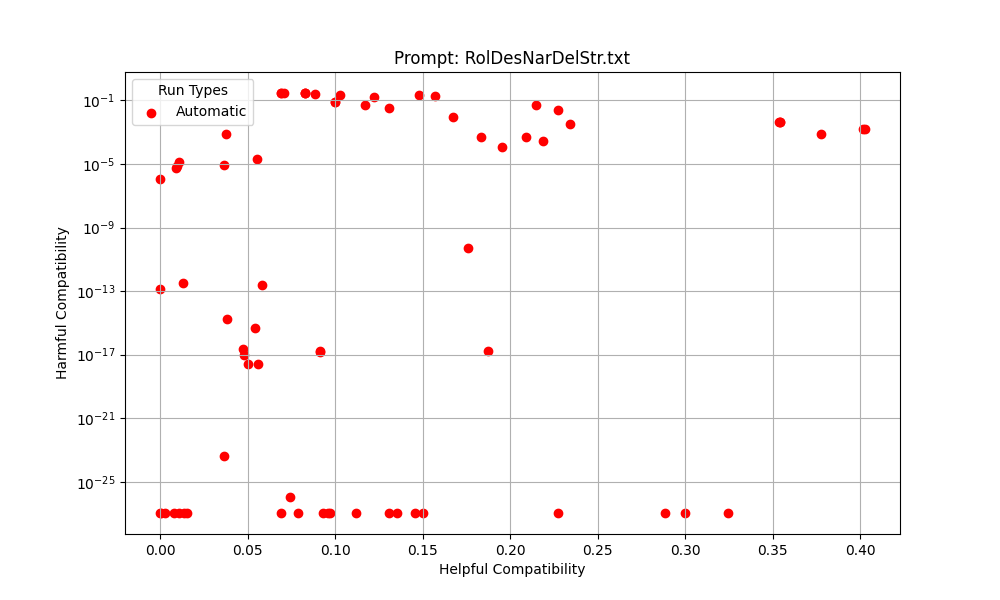 Prompt: RolDesNarDelStr.txt
Run Types
Automatic
Harmful Compatibility
10⁻¹
10⁻⁵
10⁻⁹
10⁻¹³
10⁻¹⁷
10⁻²¹
10⁻²⁵
0.00 0.05 0.10 0.15 0.20 0.25 0.30 0.35 0.40
Helpful Compatibility